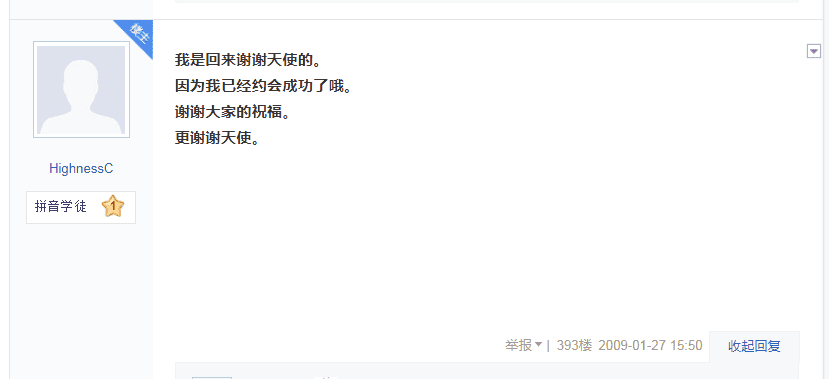 楼主
我是回来谢谢天使的。
因为我已经约会成功了哦。
谢谢大家的祝福。
更谢谢天使。
HighnessC
拼音学徒 1
举报 | 393楼 2009-01-27 15:50 收起回复